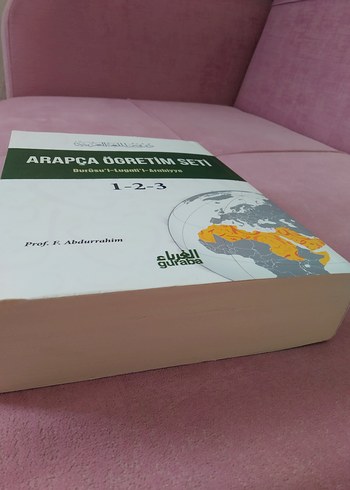 ARAPÇA ÖĞRETİM SETİ
Durûsu'l-Luğati'l-Arabiyye
1-2-3
Prof. F. Abdurrahim
الغرباء
guraba